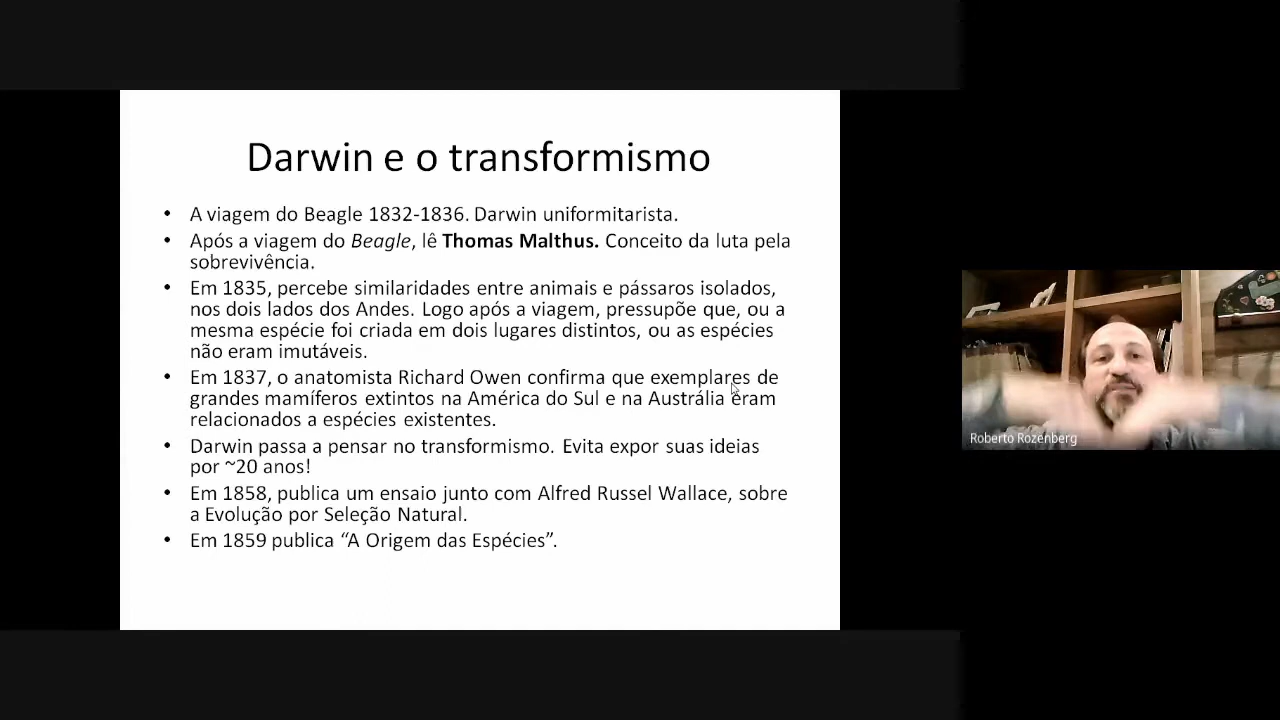 Darwin e o transformismo
• A viagem do Beagle 1832-1836. Darwin uniformitarista.
• Após a viagem do Beagle, lê Thomas Malthus. Conceito da luta pela
sobrevivência.
• Em 1835, percebe similaridades entre animais e pássaros isolados,
nos dois lados dos Andes. Logo após a viagem, pressupõe que, ou a
mesma espécie foi criada em dois lugares distintos, ou as espécies
não eram imutáveis.
• Em 1837, o anatomista Richard Owen confirma que exemplares de
grandes mamíferos extintos na América do Sul e na Austrália eram
relacionados a espécies existentes.
• Darwin passa a pensar no transformismo. Evita expor suas ideias
por ~20 anos!
• Em 1858, publica um ensaio junto com Alfred Russel Wallace, sobre
a Evolução por Seleção Natural.
• Em 1859 publica “A Origem das Espécies”.
Roberto Rozenberg